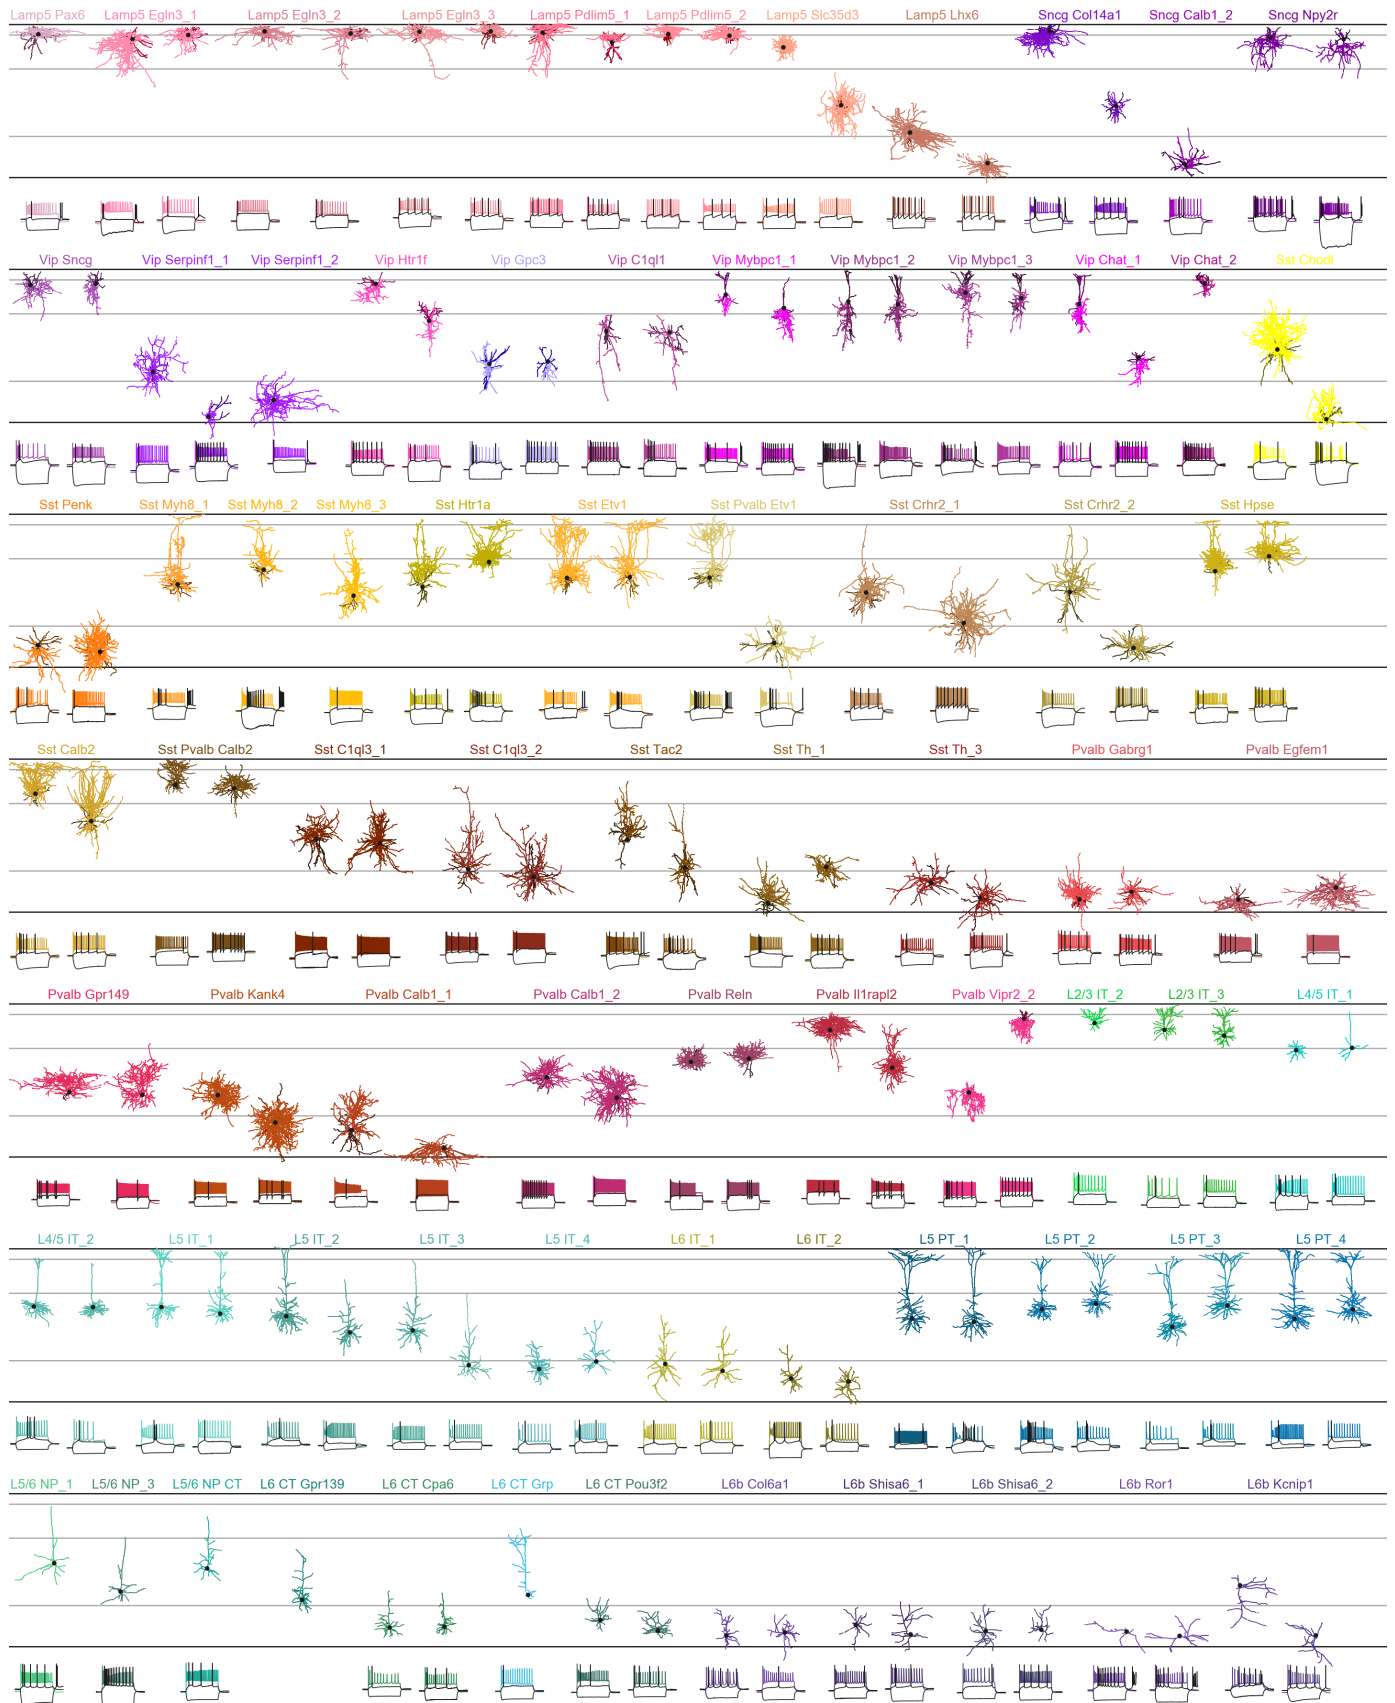 Lamp5 Pax6 Lamp5 Egln3_1 Lamp5 Egln3_2 Lamp5 Egln3_3 Lamp5 Pdlim5_1 Lamp5 Pdlim5_2 Lamp5 Slc35d3 Lamp5 Lhx6 Sncg Col14a1 Sncg Calb1_2 Sncg Npy2r
Vip Sncg Vip Serpinf1_1 Vip Serpinf1_2 Vip Htr1f Vip Gpc3 Vip C1ql1 Vip Mybpc1_1 Vip Mybpc1_2 Vip Mybpc1_3 Vip Chat_1 Vip Chat_2 Sst Chodl
Sst Penk Sst Myh8_1 Sst Myh8_2 Sst Myh8_3 Sst Htr1a Sst Etv1 Sst Pvalb Etv1 Sst Crhr2_1 Sst Crhr2_2 Sst Hpse
Sst Calb2 Sst Pvalb Calb2 Sst C1ql3_1 Sst C1ql3_2 Sst Tac2 Sst Th_1 Sst Th_3 Pvalb Gabrg1 Pvalb Egfem1
Pvalb Gpr149 Pvalb Kank4 Pvalb Calb1_1 Pvalb Calb1_2 Pvalb Reln Pvalb Il1rapl2 Pvalb Vipr2_2 L2/3 IT_2 L2/3 IT_3 L4/5 IT_1
L4/5 IT_2 L5 IT_1 L5 IT_2 L5 IT_3 L5 IT_4 L6 IT_1 L6 IT_2 L5 PT_1 L5 PT_2 L5 PT_3 L5 PT_4
L5/6 NP_1 L5/6 NP_3 L5/6 NP CT L6 CT Gpr139 L6 CT Cpa6 L6 CT Grp L6 CT Pou3f2 L6b Col6a1 L6b Shisa6_1 L6b Shisa6_2 L6b Ror1 L6b Kcnip1